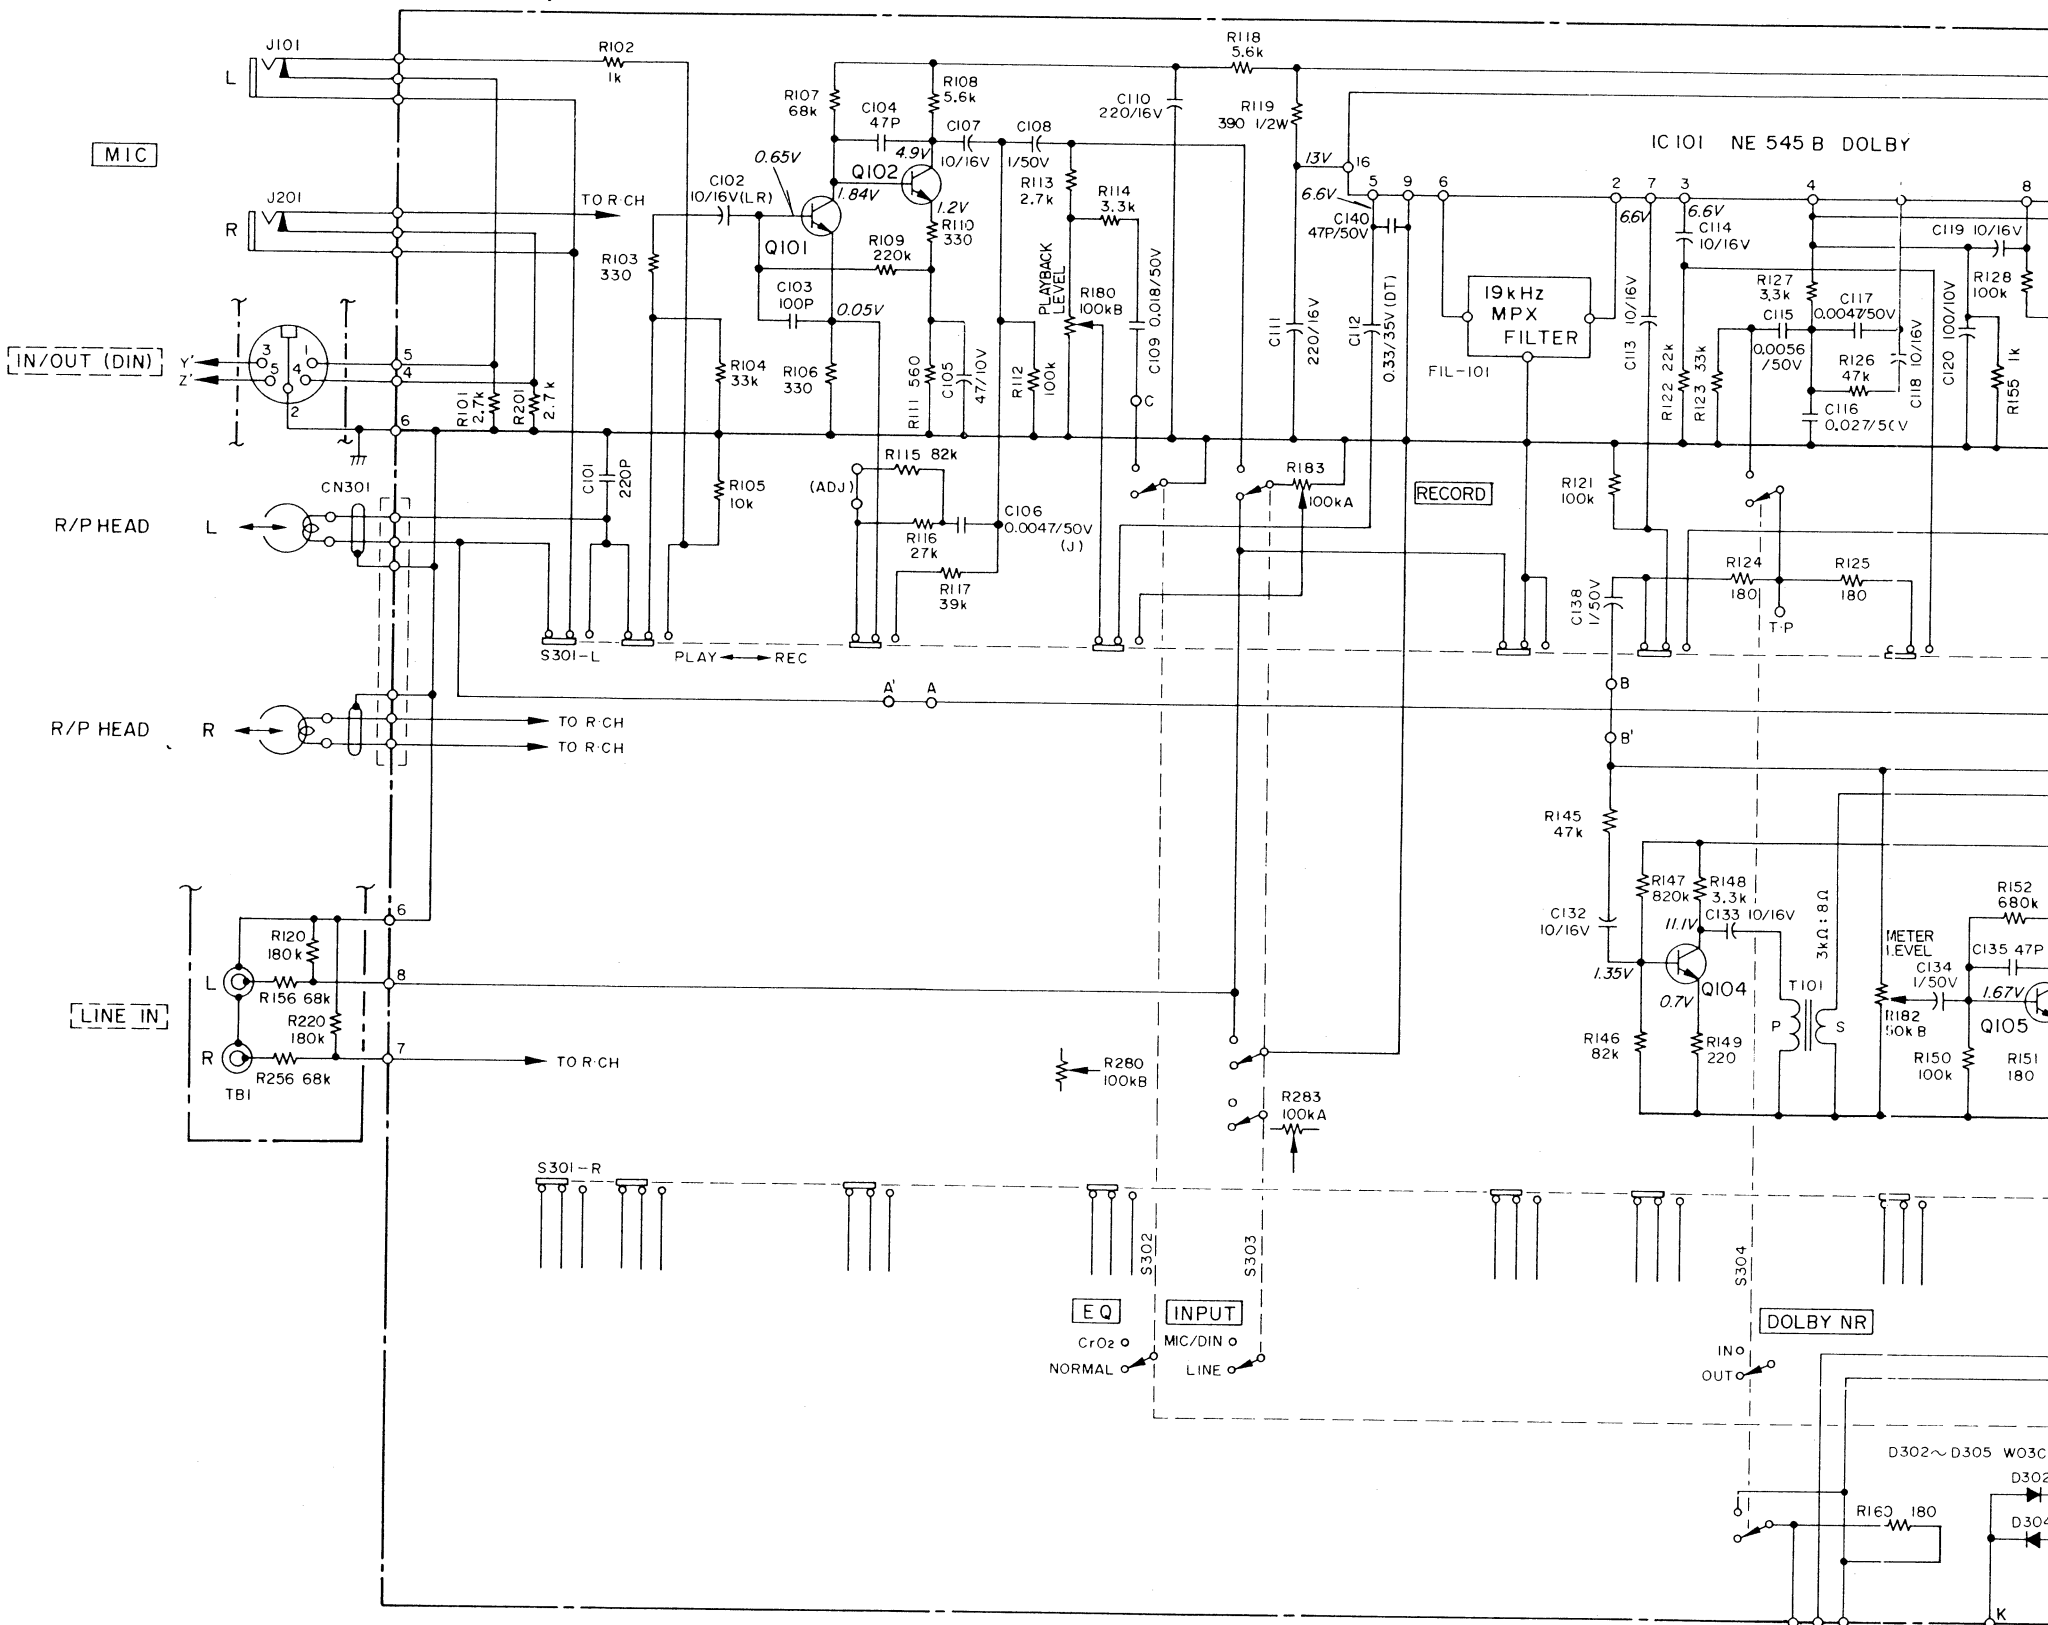 J101
L
R102
1k
MIC
J201
R
TO R·CH
IN/OUT (DIN)
Y'
Z'
3
5
1
4
2
5
4
6
R101
2.7k
R201
2.7k
R103
330
R104
33k
R105
10k
C101
220P
C102
10/16V(LR)
0.65V
R107
68k
C104
47P
R108
5.6k
4.9V
Q102
1.84V
Q101
1.2V
R110
330
R109
220k
C103
100P
0.05V
R106
330
R111 560
C105
47/10V
C107
10/16V
C108
1/50V
R112
100k
R113
2.7k
R114
3.3k
PLAYBACK
LEVEL
R180
100kB
C109 0.018/50V
C
C110
220/16V
R118
5.6k
R119
390 1/2W
13V
16
6.6V
5
9
6
2
7
3
4
8
C140
47P/50V
C111
220/16V
C112
0.33/35V(DT)
IC101 NE 545 B DOLBY
19kHz
MPX
FILTER
FIL-101
6.6V
6.6V
C114
10/16V
C113 10/16V
R122 22k
R123 33k
R127
3.3k
C115
0.0056
/50V
C117
0.0047/50V
R126
47k
C116
0.027/50V
C118 10/16V
C119 10/16V
R128
100k
C120 100/10V
R155 1k
R/P HEAD
L
CN301
(ADJ)
R115 82k
R116
27k
C106
0.0047/50V
(J)
R117
39k
R183
100kA
RECORD
R121
100k
C138
1/50V
R124
180
R125
180
T·P
S301-L
PLAY
REC
A'
A
B
B'
R/P HEAD
R
TO R·CH
TO R·CH
R145
47k
C132
10/16V
R147
820k
R148
3.3k
11.1V
C133 10/16V
1.35V
Q104
0.7V
R146
82k
R149
220
T101
P
S
3kΩ:8Ω
METER
LEVEL
C134
1/50V
R182
50kB
R152
680k
C135 47P
1.67V
Q105
R150
100k
R151
180
LINE IN
6
R120
180k
L
R156 68k
8
R220
180k
R
R256 68k
7
TB1
TO R·CH
R280
100kB
R283
100kA
S301-R
S302
S303
S304
EQ
INPUT
DOLBY NR
CrO2
MIC/DIN
NORMAL
LINE
IN
OUT
D302~D305 W03C
D302
R160 180
D304
K